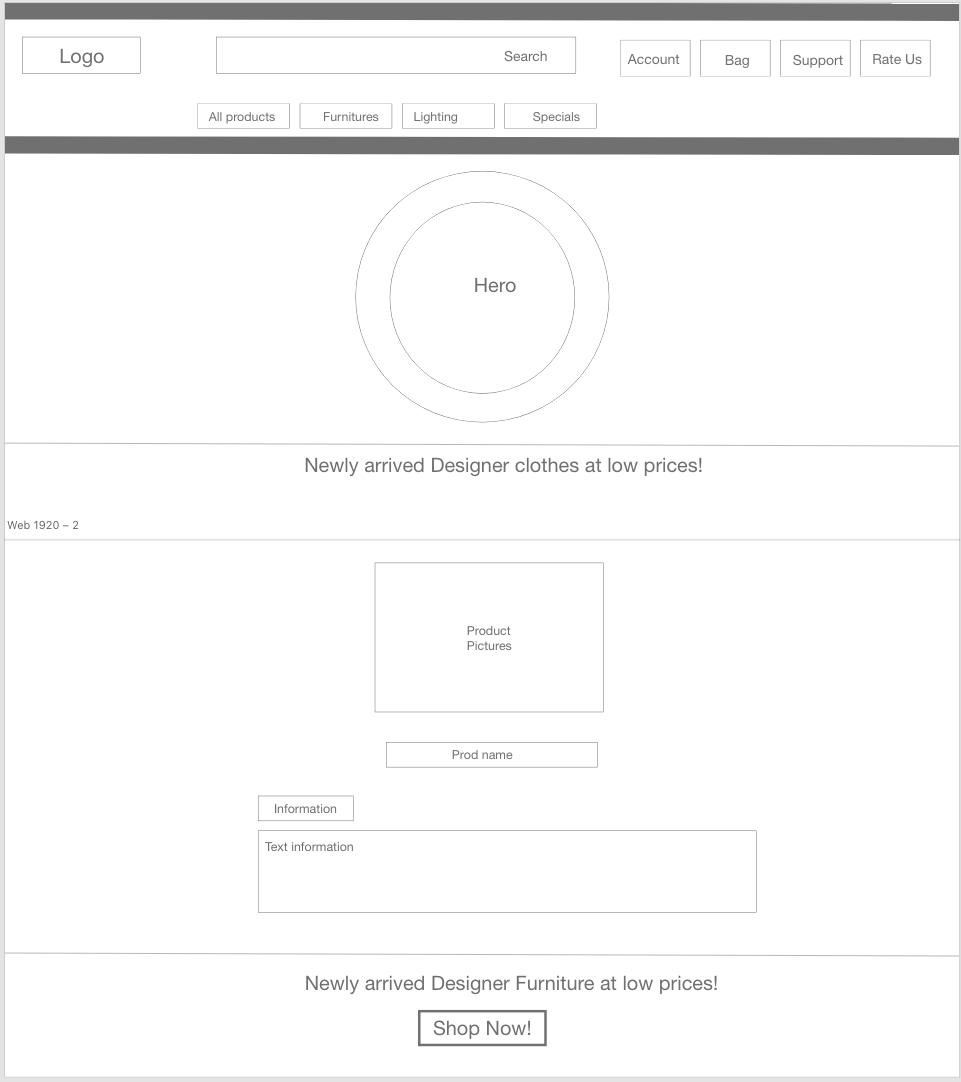 Logo
Search
Account
Bag
Support
Rate Us
All products
Furnitures
Lighting
Specials
Hero
Newly arrived Designer clothes at low prices!
Web 1920 – 2
Product
Pictures
Prod name
Information
Text information
Newly arrived Designer Furniture at low prices!
Shop Now!